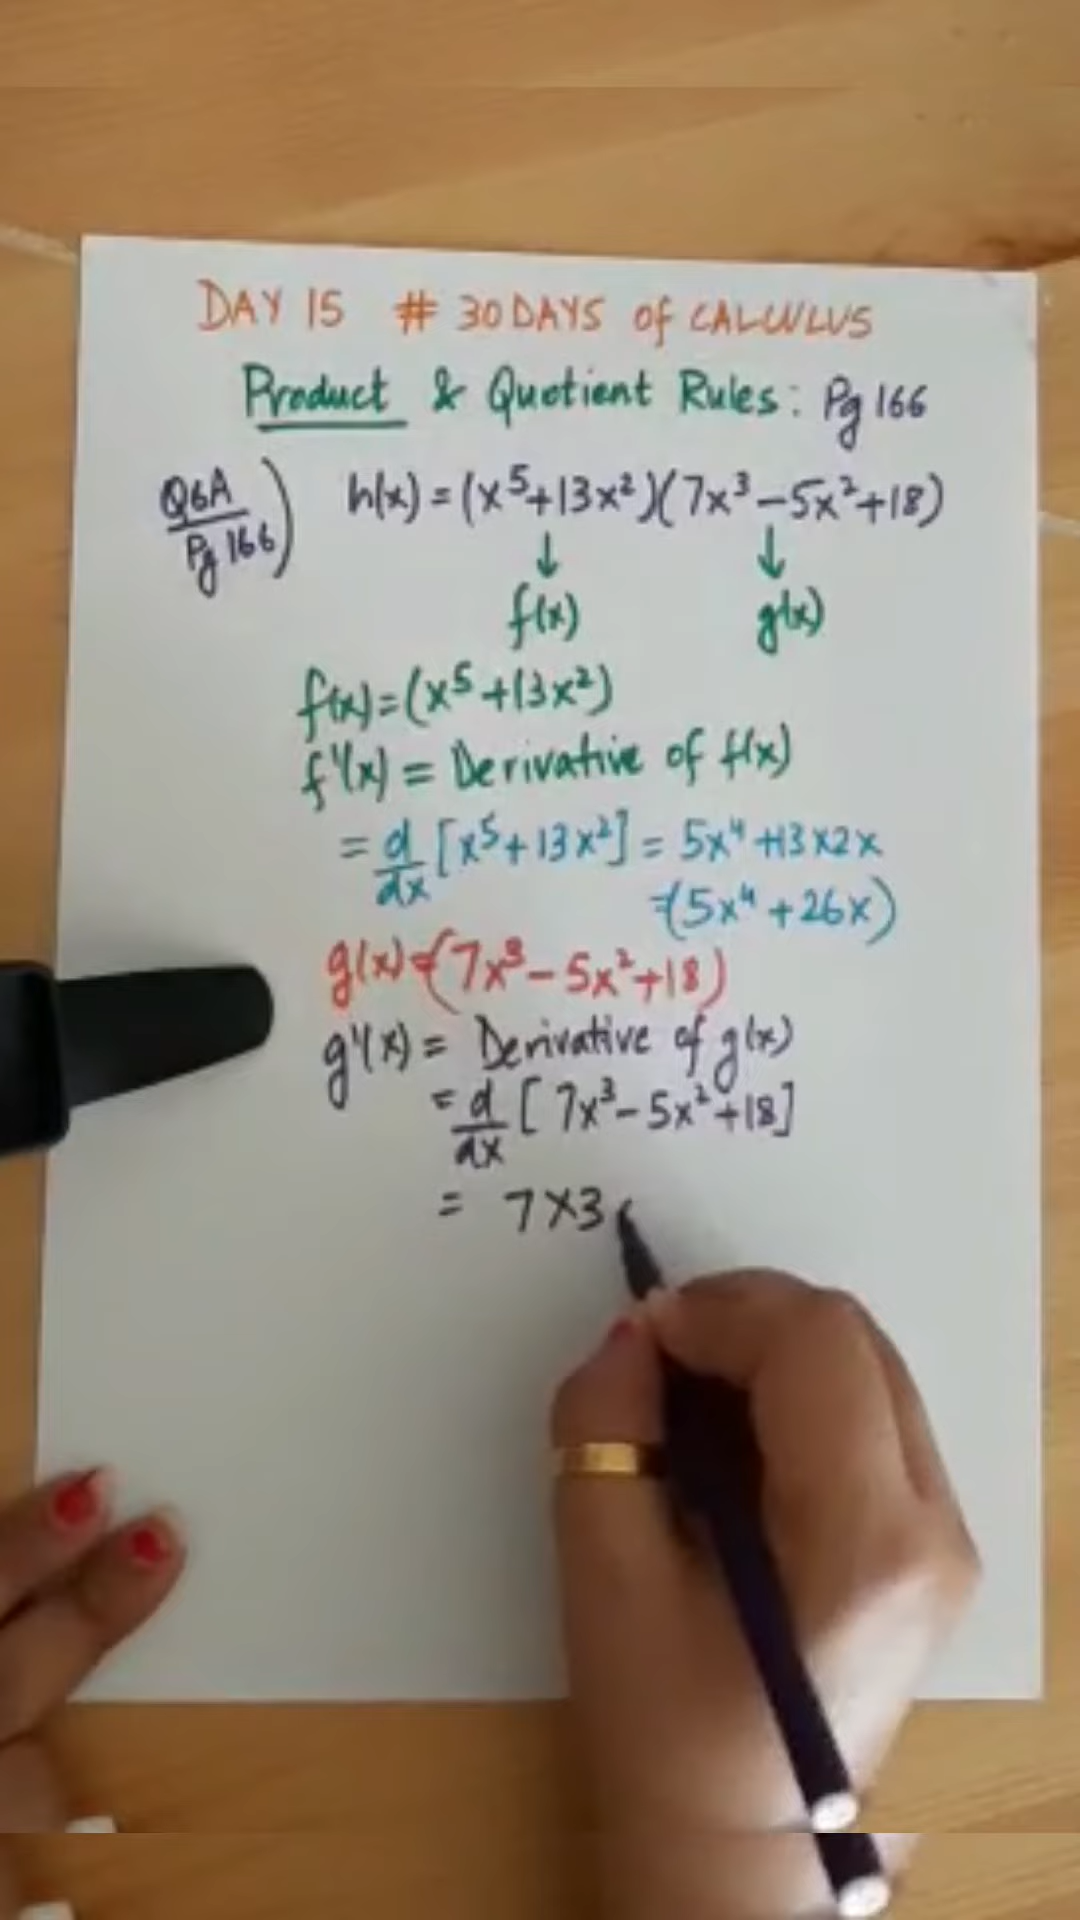 DAY 15 # 30 DAYS of CALCULUS
Product & Quotient Rules: Pg 166
Q6A
Pg 166) h(x) = (x⁵+13x²)(7x³-5x²+18)
↓ ↓
f(x) g(x)
f(x)=(x⁵+13x²)
f'(x) = Derivative of f(x)
= d/dx [x⁵+13x²] = 5x⁴+13×2x
=(5x⁴+26x)
g(x)=(7x³-5x²+18)
g'(x) = Derivative of g(x)
= d/dx [7x³-5x²+18]
= 7×3